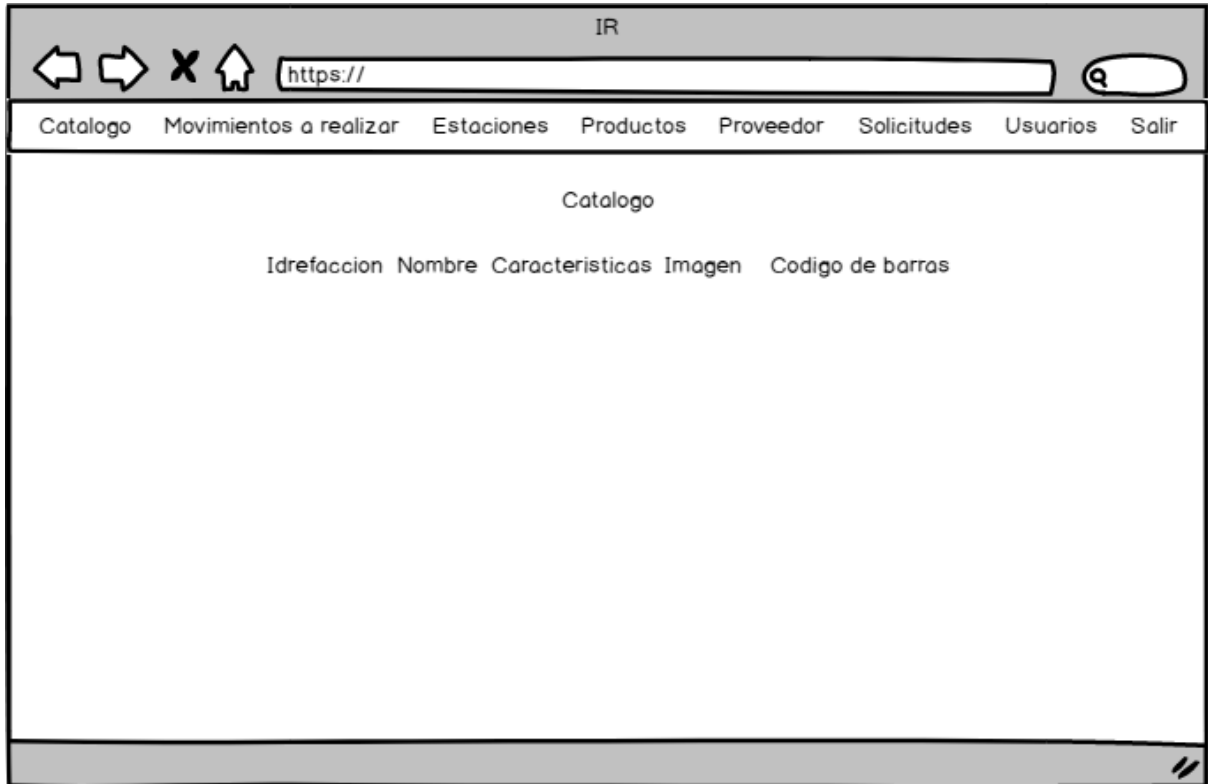 IR
https://
Catalogo Movimientos a realizar Estaciones Productos Proveedor Solicitudes Usuarios Salir
Catalogo
Idrefaccion Nombre Caracteristicas Imagen Codigo de barras